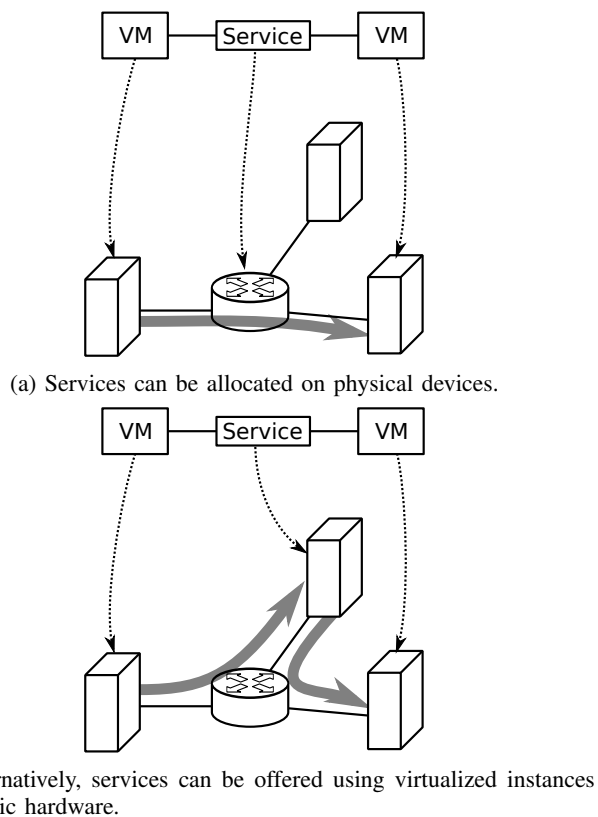 VM Service VM
(a) Services can be allocated on physical devices.
VM Service VM
rnatively, services can be offered using virtualized instances
ic hardware.